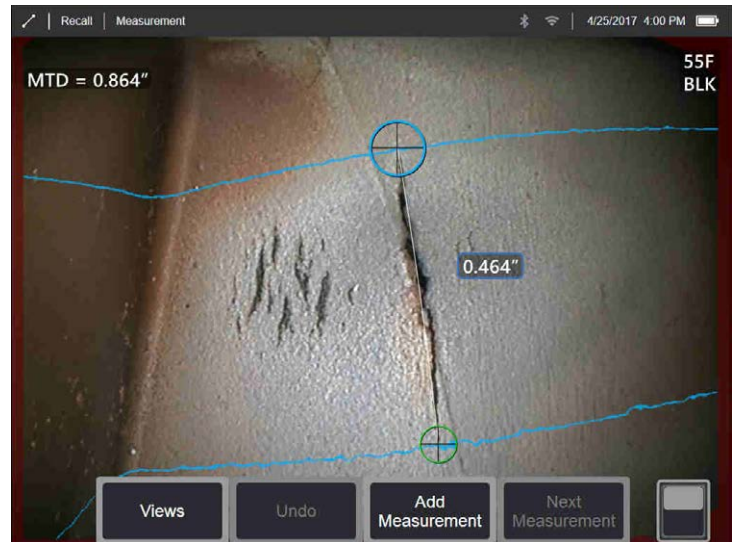 Recall Measurement 4/25/2017 4:00 PM
MTD = 0.864"
55F
BLK
0.464"
Views
Undo
Add
Measurement
Next
Measurement